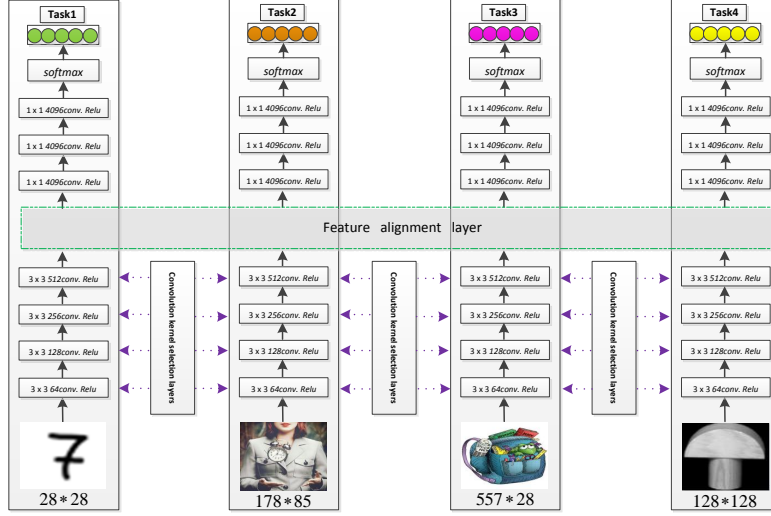 Task1 Task2 Task3 Task4
softmax softmax softmax softmax
1 x 1 4096conv. Relu 1 x 1 4096conv. Relu 1 x 1 4096conv. Relu 1 x 1 4096conv. Relu
1 x 1 4096conv. Relu 1 x 1 4096conv. Relu 1 x 1 4096conv. Relu 1 x 1 4096conv. Relu
1 x 1 4096conv. Relu 1 x 1 4096conv. Relu 1 x 1 4096conv. Relu 1 x 1 4096conv. Relu
Feature alignment layer
3 x 3 512conv. Relu 3 x 3 512conv. Relu 3 x 3 512conv. Relu 3 x 3 512conv. Relu
3 x 3 256conv. Relu 3 x 3 256conv. Relu 3 x 3 256conv. Relu 3 x 3 256conv. Relu
3 x 3 128conv. Relu 3 x 3 128conv. Relu 3 x 3 128conv. Relu 3 x 3 128conv. Relu
3 x 3 64conv. Relu 3 x 3 64conv. Relu 3 x 3 64conv. Relu 3 x 3 64conv. Relu
Convolution kernel selection layers
Convolution kernel selection layers
Convolution kernel selection layers
7
28*28 178*85 557*28 128*128